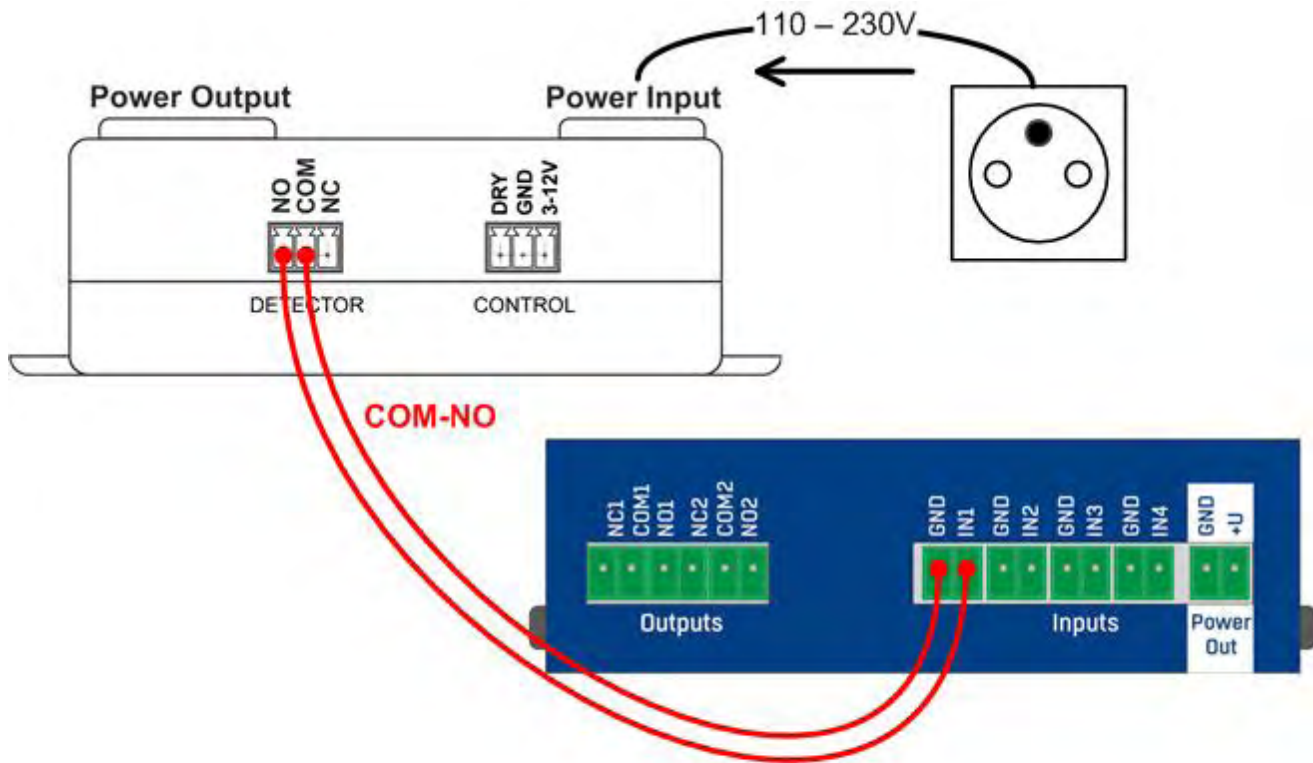 110 – 230V
Power Output
Power Input
NO
COM
NC
DRY
GND
3-12V
DETECTOR
CONTROL
COM-NO
NC1
COM1
NO1
NC2
COM2
NO2
GND
IN1
GND
IN2
GND
IN3
GND
IN4
GND
+U
Outputs
Inputs
Power
Out